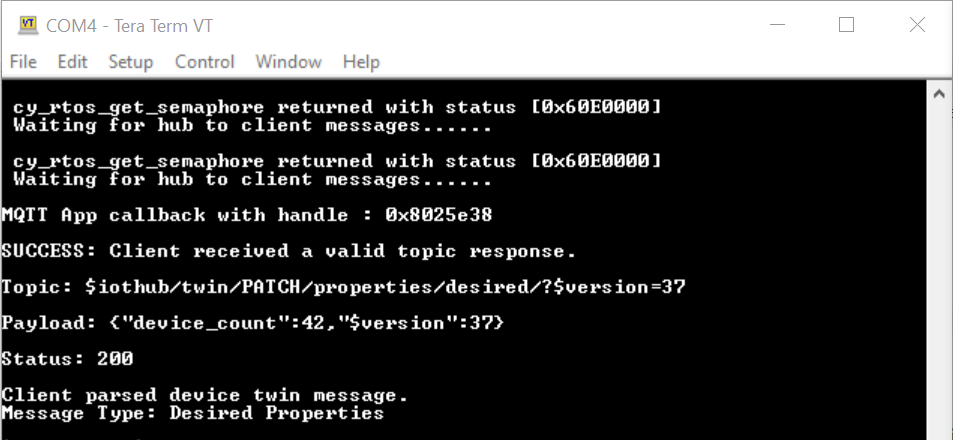 COM4 - Tera Term VT
File Edit Setup Control Window Help
cy_rtos_get_semaphore returned with status [0x60E0000]
Waiting for hub to client messages......
cy_rtos_get_semaphore returned with status [0x60E0000]
Waiting for hub to client messages......
MQTT App callback with handle : 0x8025e38
SUCCESS: Client received a valid topic response.
Topic: $iothub/twin/PATCH/properties/desired/?$version=37
Payload: {"device_count":42,"$version":37}
Status: 200
Client parsed device twin message.
Message Type: Desired Properties